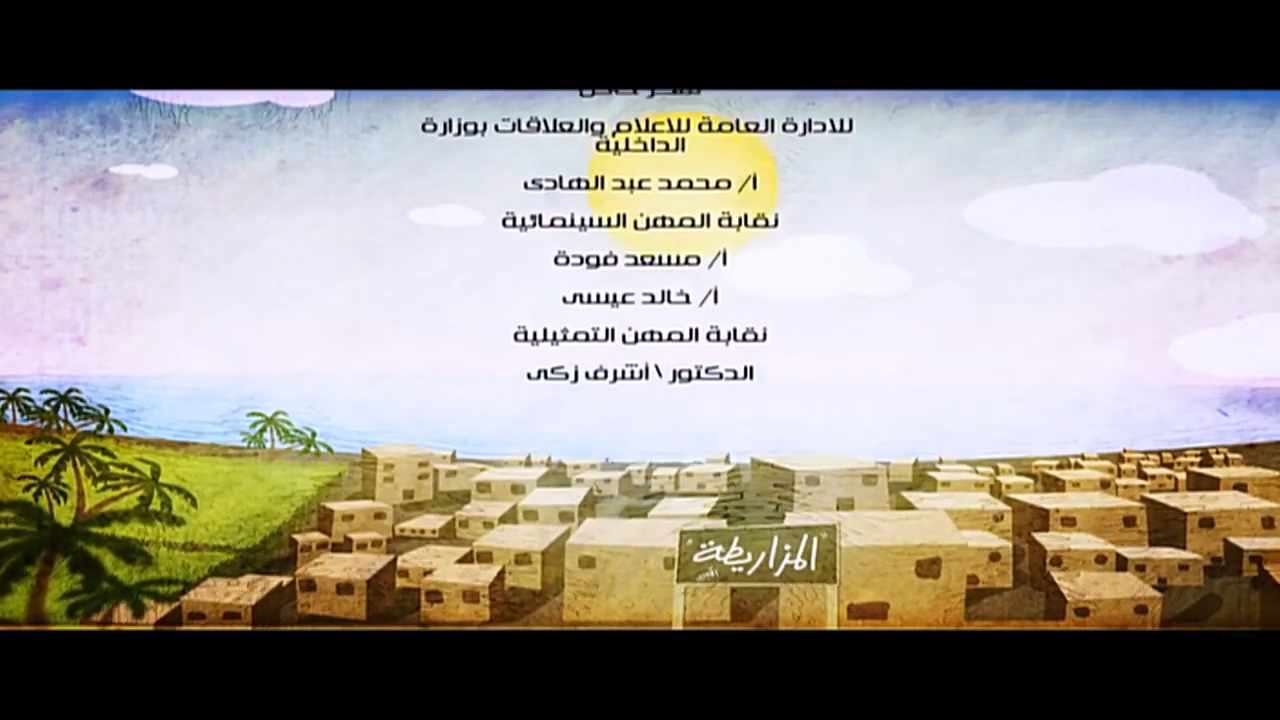 للادارة العامة للاعلام والعلاقات بوزارة
الداخلية
أ/ محمد عبد الهادى
نقابة المهن السينمائية
أ/ مسعد فودة
أ/ خالد عيسى
نقابة المهن التمثيلية
الدكتور \ أشرف زكى
"المزاريطة"